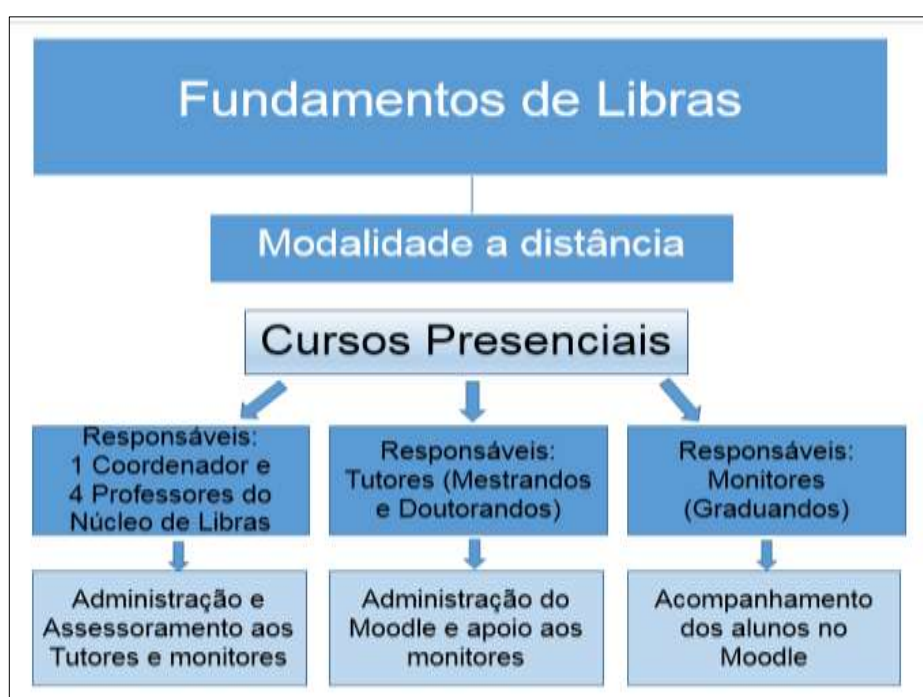 Fundamentos de Libras
Modalidade a distância
Cursos Presenciais
Responsáveis:
1 Coordenador e
4 Professores do
Núcleo de Libras
Responsáveis:
Tutores (Mestrandos
e Doutorandos)
Responsáveis:
Monitores
(Graduandos)
Administração e
Assessoramento aos
Tutores e monitores
Administração do
Moodle e apoio aos
monitores
Acompanhamento
dos alunos no
Moodle